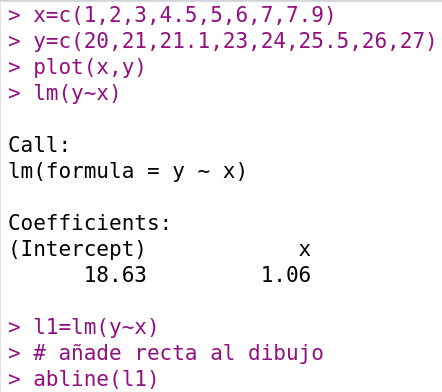 > x=c(1,2,3,4.5,5,6,7,7.9)
> y=c(20,21,21.1,23,24,25.5,26,27)
> plot(x,y)
> lm(y~x)
Call:
lm(formula = y ~ x)
Coefficients:
(Intercept)            x
      18.63         1.06
> l1=lm(y~x)
> # añade recta al dibujo
> abline(l1)